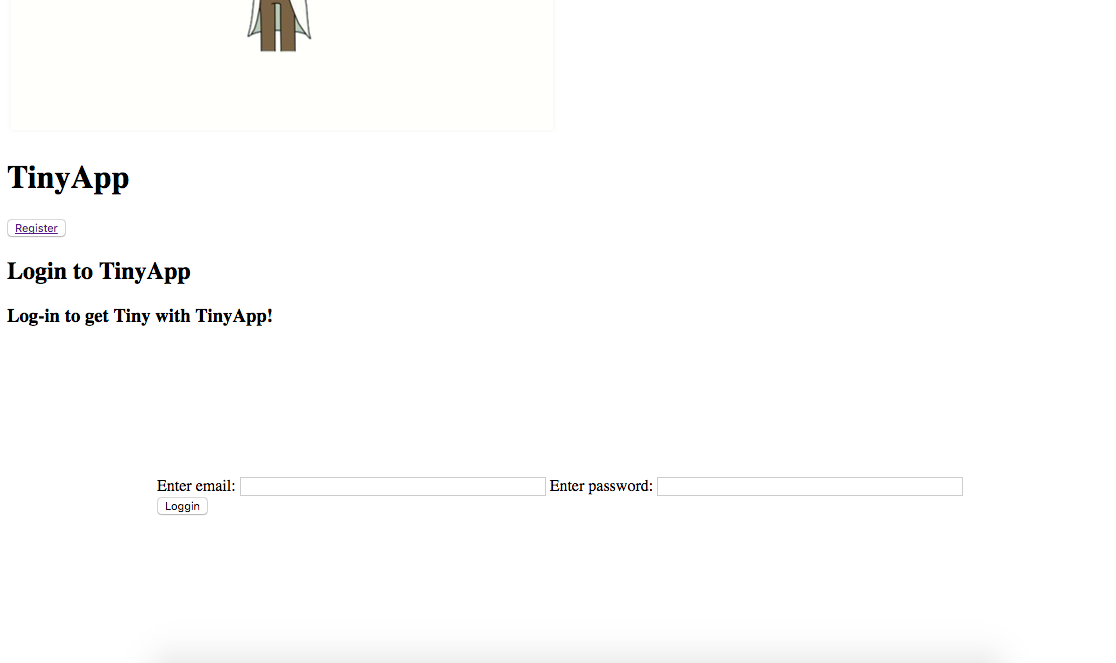 TinyApp
Register
Login to TinyApp
Log-in to get Tiny with TinyApp!
Enter email: Enter password:
Loggin